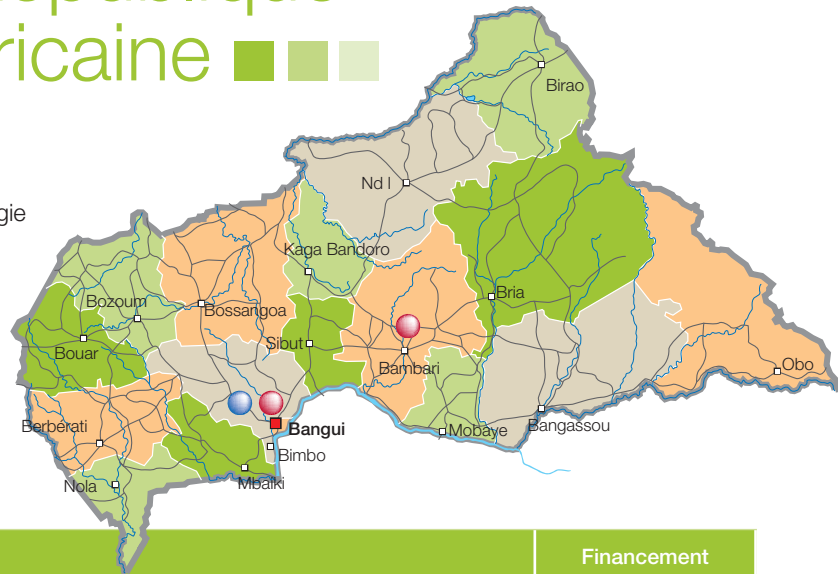 ricaine
Birao
Nd l
gie
Kaga Bandoro
Bria
Bozoum
Bossangoa
Sibut
Bouar
Bambari
Obo
Berbérati
Bangui
Mobaye
Bangassou
Bimbo
Nola
Mbaïki
Financement